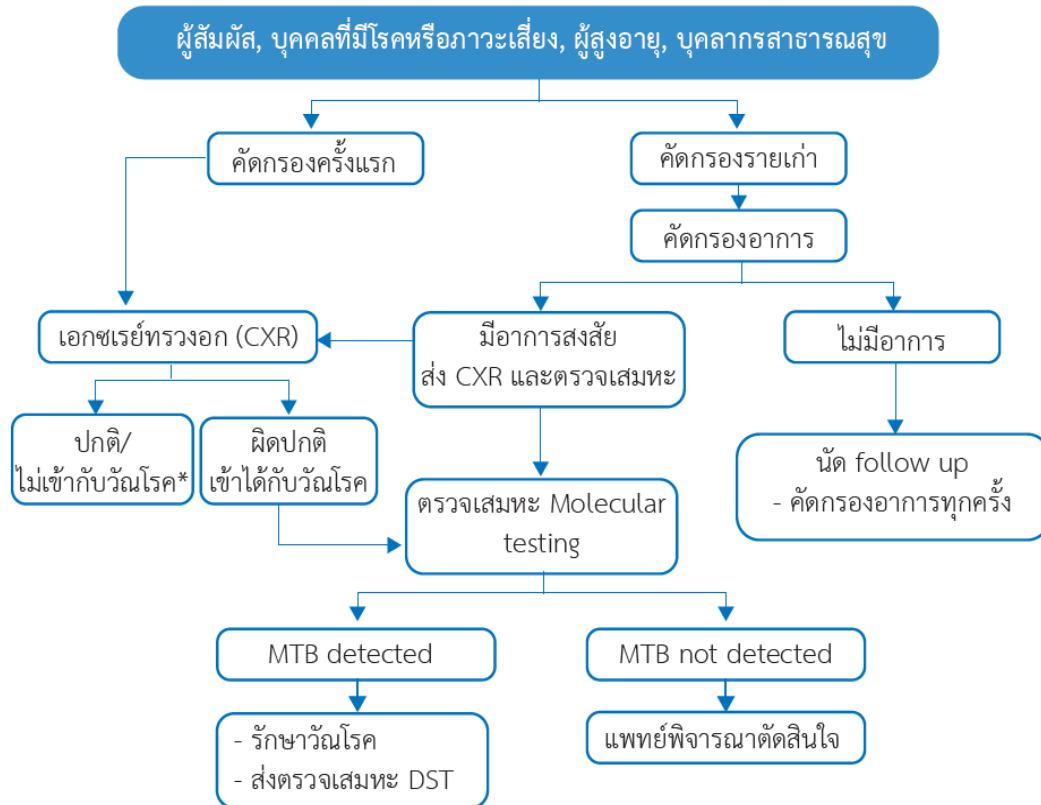 ผู้สัมผัส, บุคคลที่มีโรคหรือภาวะเสี่ยง, ผู้สูงอายุ, บุคลากรสาธารณสุข
คัดกรองครั้งแรก
คัดกรองรายเก่า
คัดกรองอาการ
เอกซเรย์ทรวงอก (CXR)
มีอาการสงสัย
ส่ง CXR และตรวจเสมหะ
ไม่มีอาการ
ปกติ/
ไม่เข้ากับวัณโรค*
ผิดปกติ
เข้าได้กับวัณโรค
นัด follow up
- คัดกรองอาการทุกครั้ง
ตรวจเสมหะ Molecular
testing
MTB detected
MTB not detected
- รักษาวัณโรค
- ส่งตรวจเสมหะ DST
แพทย์พิจารณาตัดสินใจ